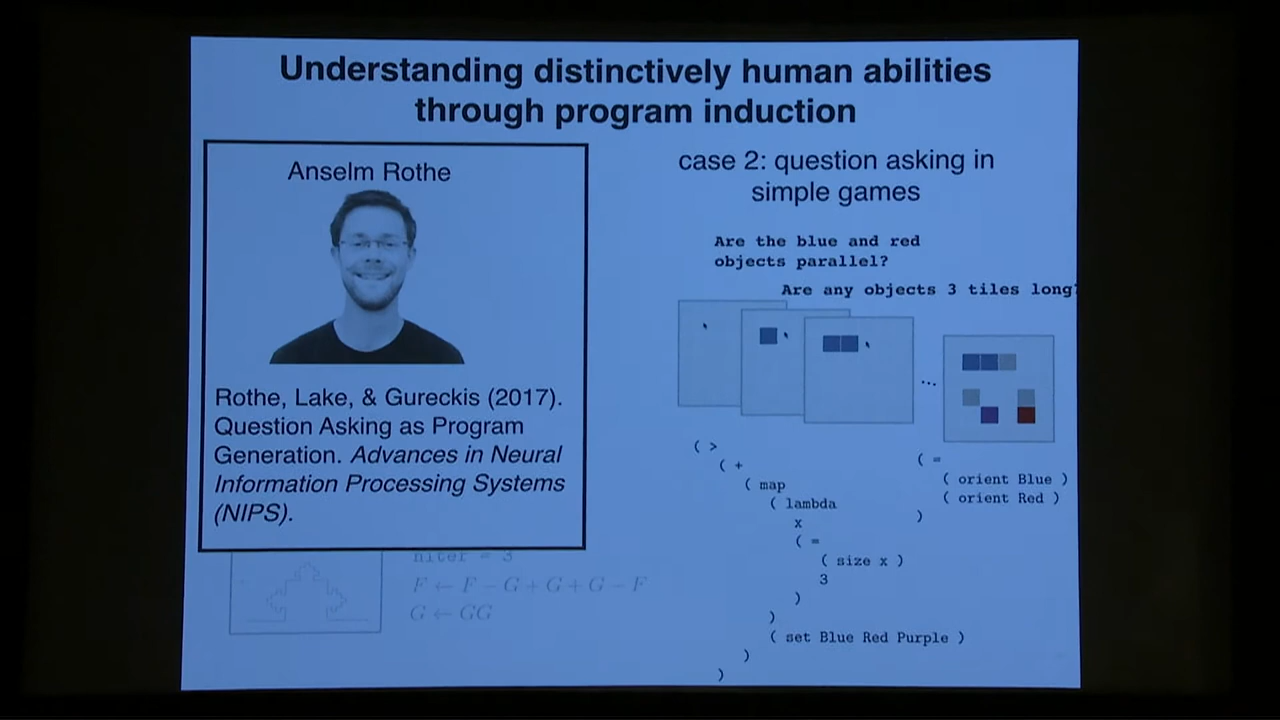 Understanding distinctively human abilities
through program induction
Anselm Rothe
Rothe, Lake, & Gureckis (2017).
Question Asking as Program
Generation. Advances in Neural
Information Processing Systems
(NIPS).
niter = 3
F ← F − G + G + G − F
G ← GG
case 2: question asking in
simple games
Are the blue and red
objects parallel?
Are any objects 3 tiles long?
...
( >
( +
( map
( lambda
x
( =
( size x )
3
)
)
( set Blue Red Purple )
)
)
( =
( orient Blue )
( orient Red )
)